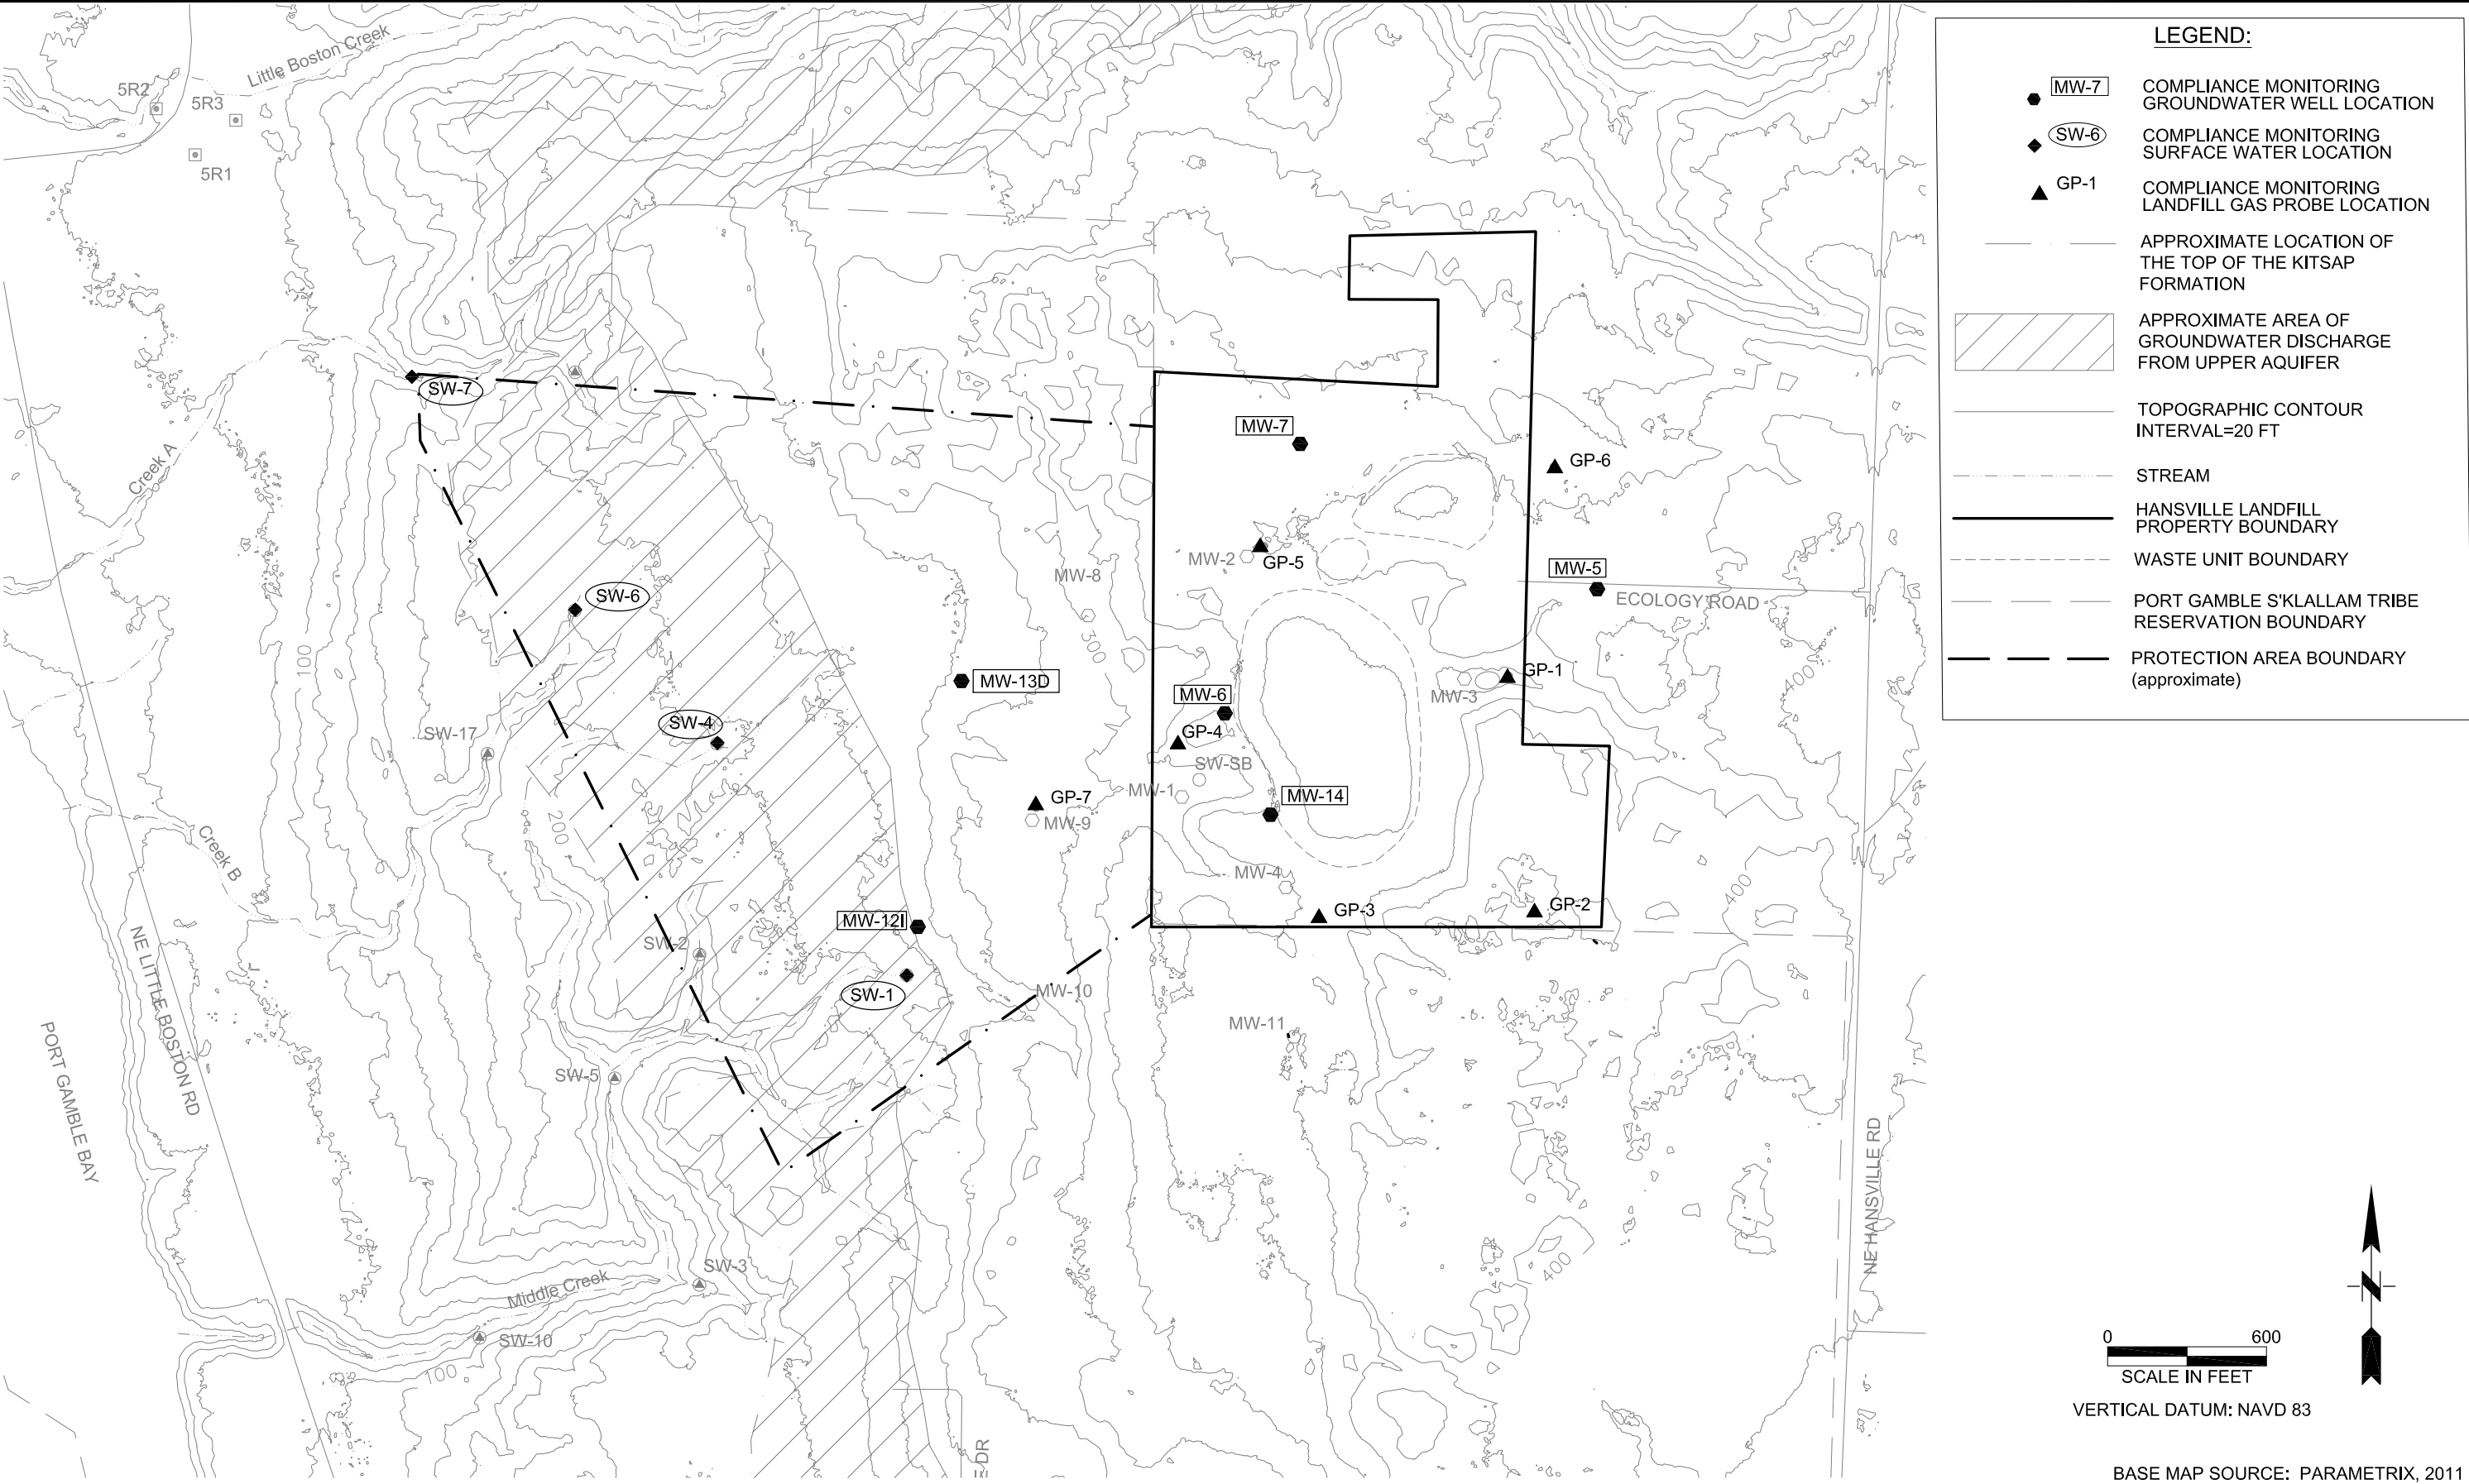 LEGEND:
MW-7
COMPLIANCE MONITORING
GROUNDWATER WELL LOCATION
SW-6
COMPLIANCE MONITORING
SURFACE WATER LOCATION
GP-1
COMPLIANCE MONITORING
LANDFILL GAS PROBE LOCATION
APPROXIMATE LOCATION OF
THE TOP OF THE KITSAP
FORMATION
APPROXIMATE AREA OF
GROUNDWATER DISCHARGE
FROM UPPER AQUIFER
TOPOGRAPHIC CONTOUR
INTERVAL=20 FT
STREAM
HANSVILLE LANDFILL
PROPERTY BOUNDARY
WASTE UNIT BOUNDARY
PORT GAMBLE S'KLALLAM TRIBE
RESERVATION BOUNDARY
PROTECTION AREA BOUNDARY
(approximate)
Little Boston Creek
5R2
5R3
5R1
SW-7
Creek A
MW-7
GP-6
MW-2
GP-5
MW-8
MW-5
ECOLOGY ROAD
SW-6
300
100
MW-13D
GP-1
MW-3
400
MW-6
SW-4
GP-4
SW-17
SW-SB
MW-1
MW-14
GP-7
MW-9
200
Creek B
MW-4
400
GP-3
GP-2
MW-12I
SW-2
SW-1
MW-10
MW-11
NE LITTLE BOSTON RD
PORT GAMBLE BAY
SW-5
NE HANSVILLE RD
SW-3
Middle Creek
400
SW-10
100
E DR
0
600
SCALE IN FEET
N
VERTICAL DATUM: NAVD 83
BASE MAP SOURCE: PARAMETRIX, 2011